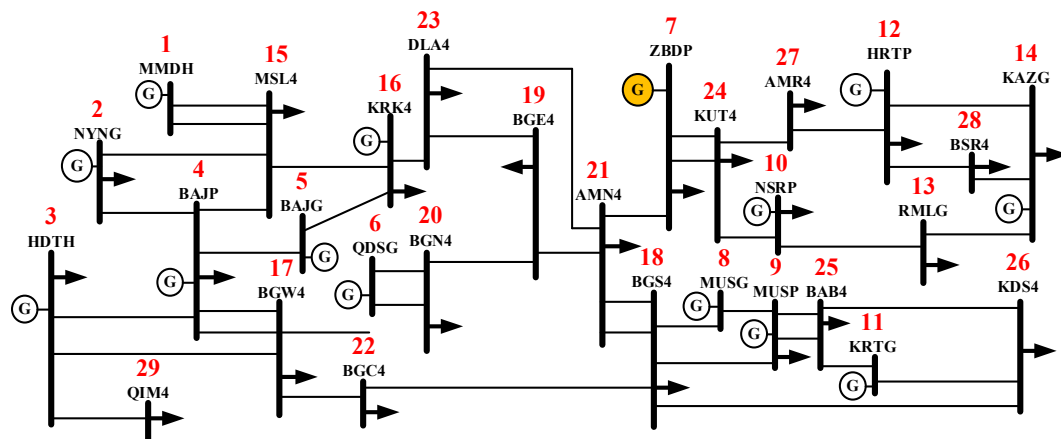 23
DLA4
7
ZBDP
12
HRTP
1
MMDH
15
MSL4
27
AMR4
14
KAZG
16
KRK4
19
BGE4
24
KUT4
2
NYNG
28
BSR4
4
BAJP
5
BAJG
21
AMN4
10
NSRP
13
RMLG
3
HDTH
6
QDSG
20
BGN4
17
BGW4
18
BGS4
8
MUSG
9
MUSP
25
BAB4
26
KDS4
11
KRTG
29
QIM4
22
BGC4
G
G
G
G
G
G
G
G
G
G
G
G
G
G